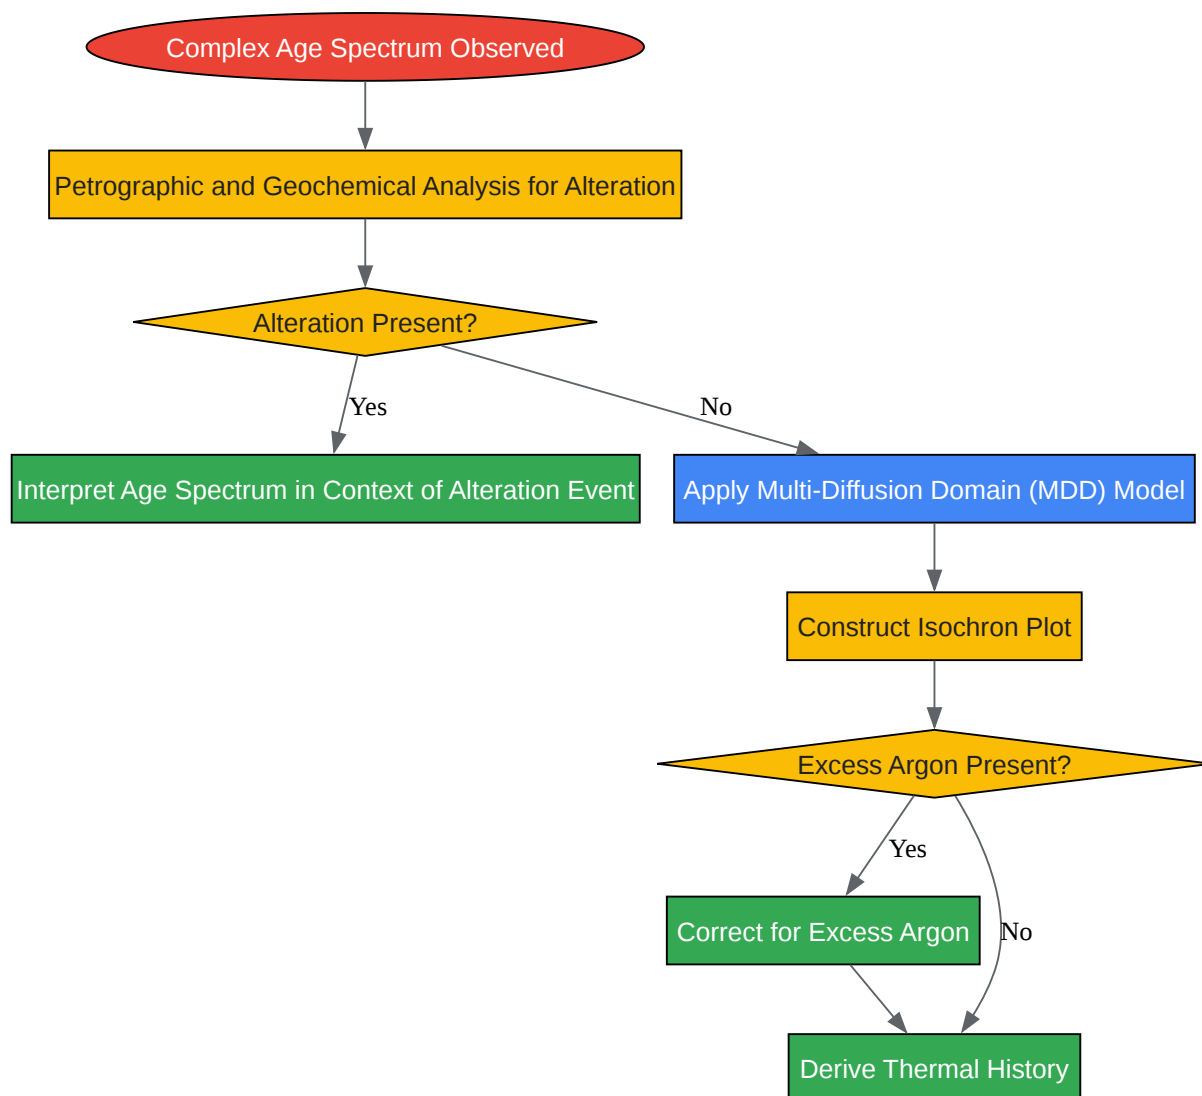 Complex Age Spectrum Observed
Petrographic and Geochemical Analysis for Alteration
Alteration Present?
Yes
No
Interpret Age Spectrum in Context of Alteration Event
Apply Multi-Diffusion Domain (MDD) Model
Construct Isochron Plot
Excess Argon Present?
Yes
Correct for Excess Argon
No
Derive Thermal History